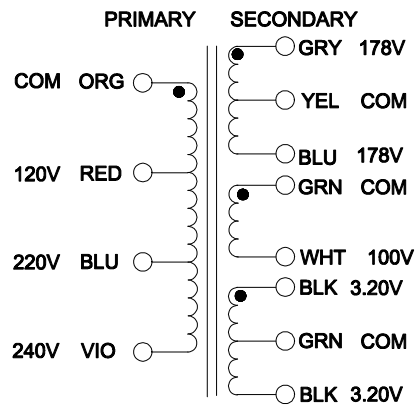 PRIMARY SECONDARY
GRY 178V
COM ORG
YEL COM
BLU 178V
120V RED
GRN COM
220V BLU
WHT 100V
BLK 3.20V
240V VIO
GRN COM
BLK 3.20V